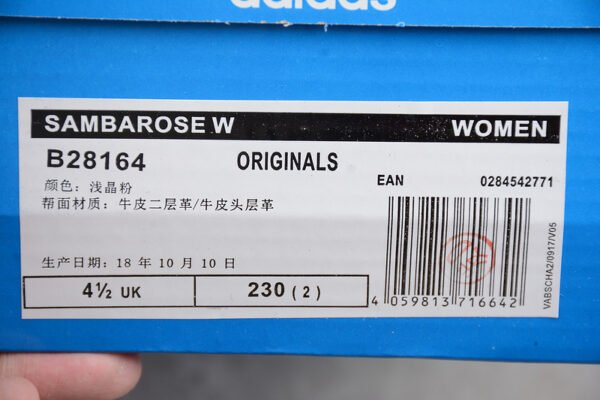 adidas
SAMBAROSE W WOMEN
B28164 ORIGINALS
EAN 0284542771
颜色：浅晶粉
帮面材质：牛皮二层革/牛皮头层革
生产日期：18 年 10 月 10 日
4½ UK 230 ( 2 )
4 059813 716642
VABSCHA2/0917/V05